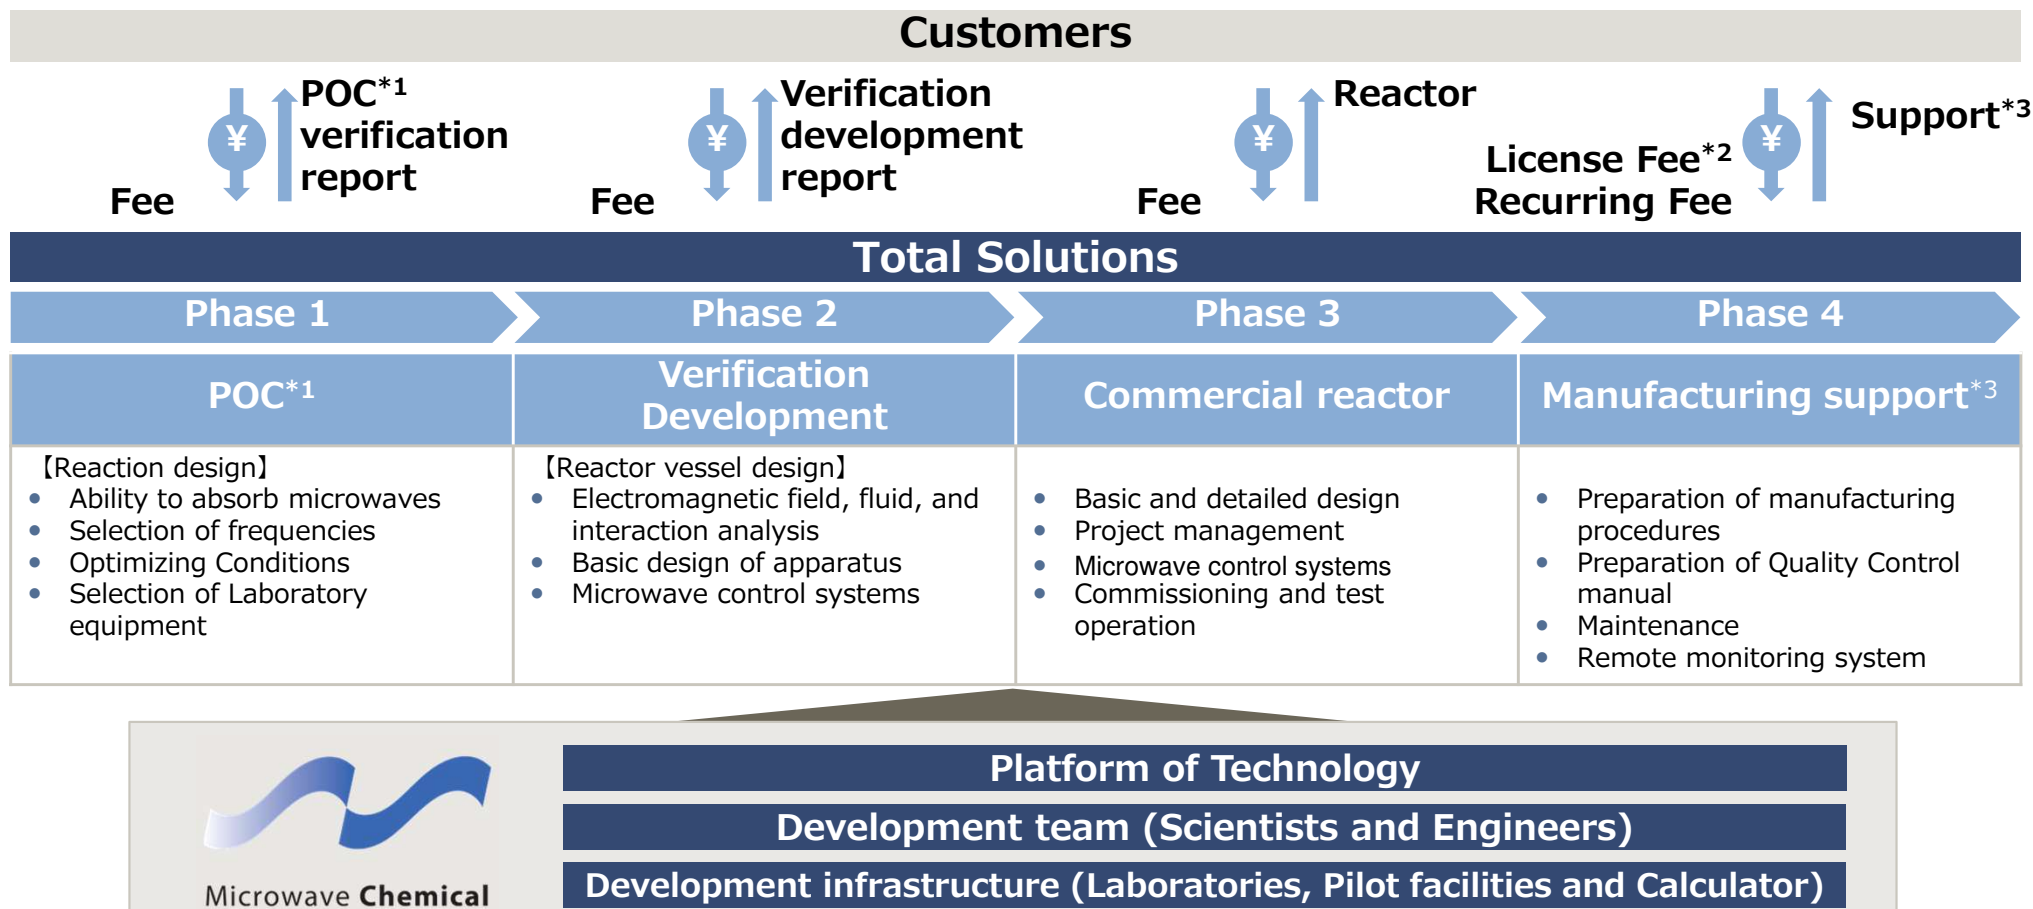 Customers
POC*1
verification
report
Fee
¥
Verification
development
report
Fee
¥
Reactor
Fee
¥
Support*3
License Fee*2
Recurring Fee
¥
Total Solutions
Phase 1
Phase 2
Phase 3
Phase 4
POC*1
Verification
Development
Commercial reactor
Manufacturing support*3
【Reaction design】
• Ability to absorb microwaves
• Selection of frequencies
• Optimizing Conditions
• Selection of Laboratory
equipment
【Reactor vessel design】
• Electromagnetic field, fluid, and
interaction analysis
• Basic design of apparatus
• Microwave control systems
• Basic and detailed design
• Project management
• Microwave control systems
• Commissioning and test
operation
• Preparation of manufacturing
procedures
• Preparation of Quality Control
manual
• Maintenance
• Remote monitoring system
Microwave Chemical
Platform of Technology
Development team (Scientists and Engineers)
Development infrastructure (Laboratories, Pilot facilities and Calculator)